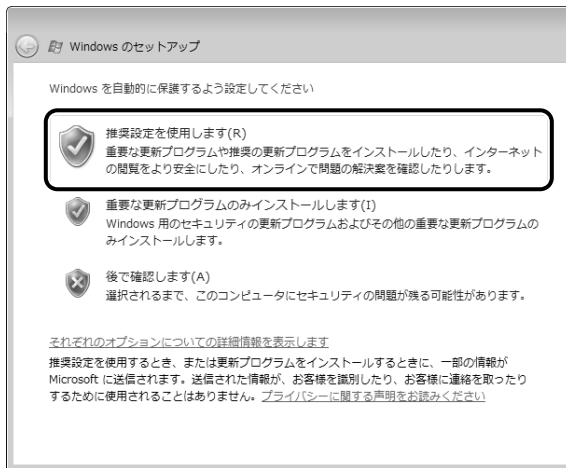 Windows のセットアップ
Windows を自動的に保護するよう設定してください
推奨設定を使用します(R)
重要な更新プログラムや推奨の更新プログラムをインストールしたり、インターネット
の閲覧をより安全にしたり、オンラインで問題の解決案を確認したりします。
重要な更新プログラムのみインストールします(I)
Windows 用のセキュリティの更新プログラムおよびその他の重要な更新プログラムの
みインストールします。
後で確認します(A)
選択されるまで、このコンピュータにセキュリティの問題が残る可能性があります。
それぞれのオプションについての詳細情報を表示します
推奨設定を使用するとき、または更新プログラムをインストールするときに、一部の情報が
Microsoft に送信されます。送信された情報が、お客様を識別したり、お客様に連絡を取ったり
するために使用されることはありません。プライバシーに関する声明をお読みください